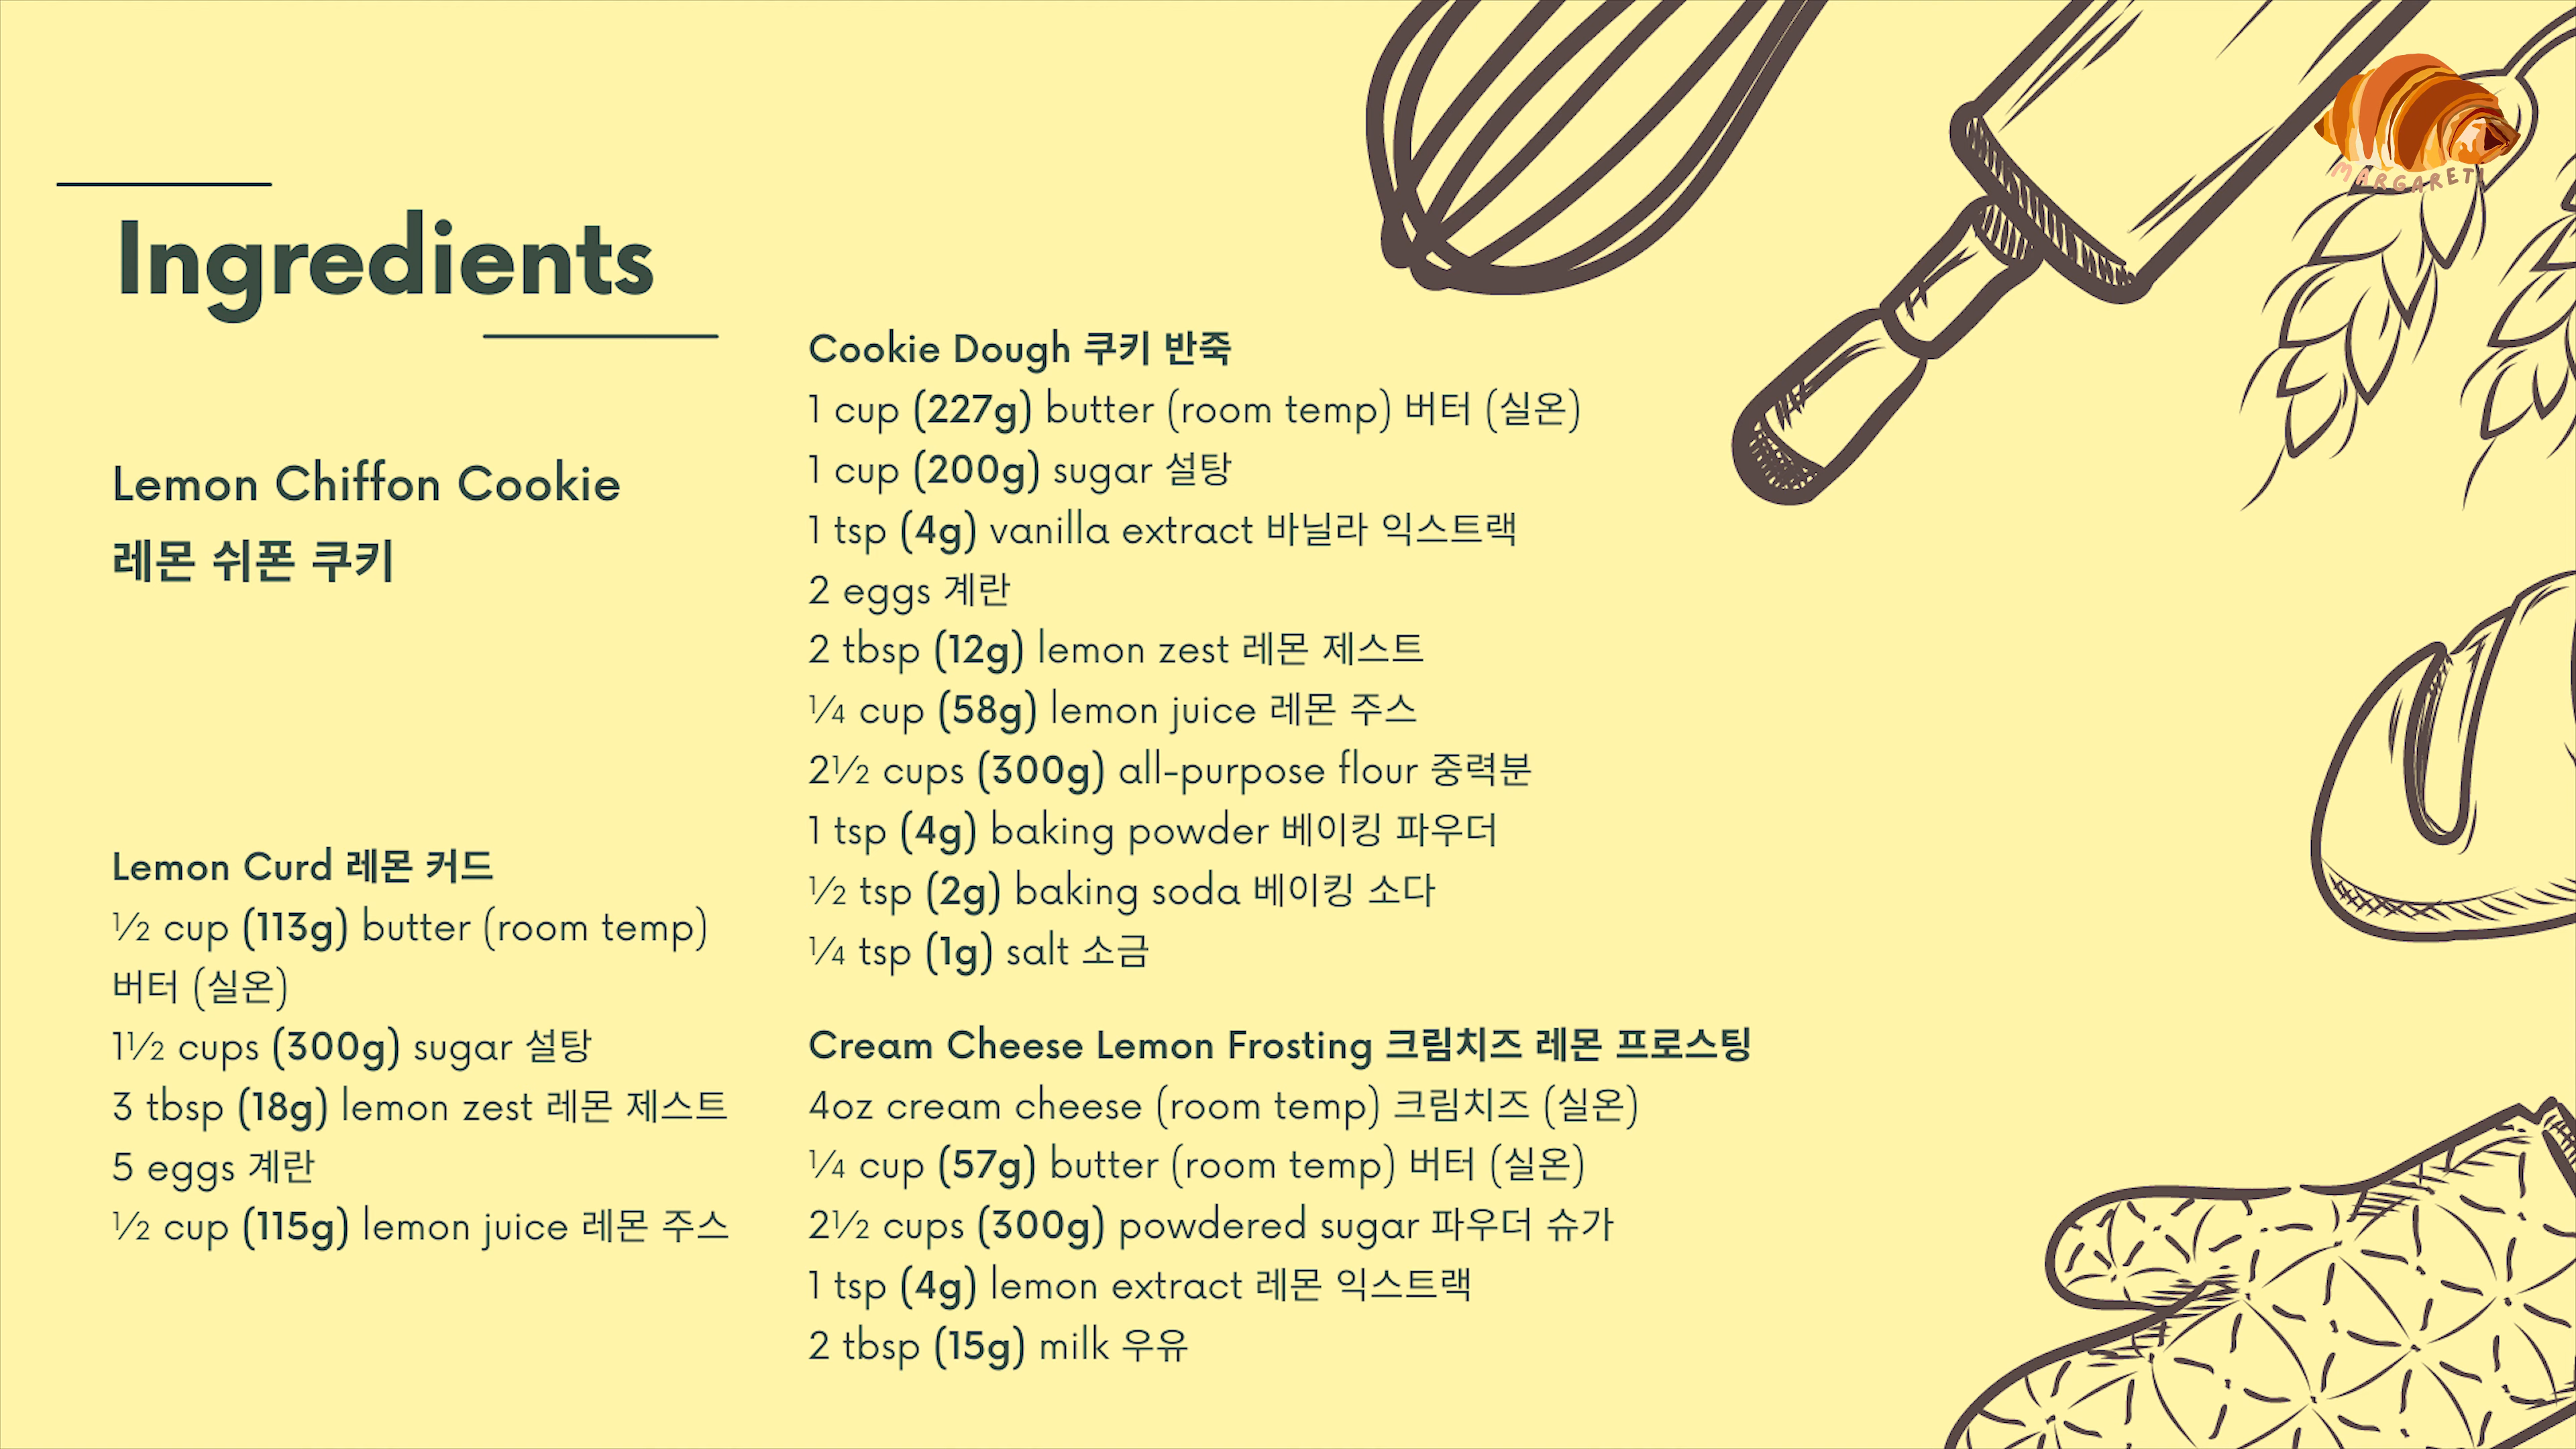 Ingredients
Lemon Chiffon Cookie
레몬 쉬폰 쿠키
Lemon Curd 레몬 커드
½ cup (113g) butter (room temp)
버터 (실온)
1½ cups (300g) sugar 설탕
3 tbsp (18g) lemon zest 레몬 제스트
5 eggs 계란
½ cup (115g) lemon juice 레몬 주스
Cookie Dough 쿠키 반죽
1 cup (227g) butter (room temp) 버터 (실온)
1 cup (200g) sugar 설탕
1 tsp (4g) vanilla extract 바닐라 익스트랙
2 eggs 계란
2 tbsp (12g) lemon zest 레몬 제스트
¼ cup (58g) lemon juice 레몬 주스
2½ cups (300g) all-purpose flour 중력분
1 tsp (4g) baking powder 베이킹 파우더
½ tsp (2g) baking soda 베이킹 소다
¼ tsp (1g) salt 소금
Cream Cheese Lemon Frosting 크림치즈 레몬 프로스팅
4oz cream cheese (room temp) 크림치즈 (실온)
¼ cup (57g) butter (room temp) 버터 (실온)
2½ cups (300g) powdered sugar 파우더 슈가
1 tsp (4g) lemon extract 레몬 익스트랙
2 tbsp (15g) milk 우유